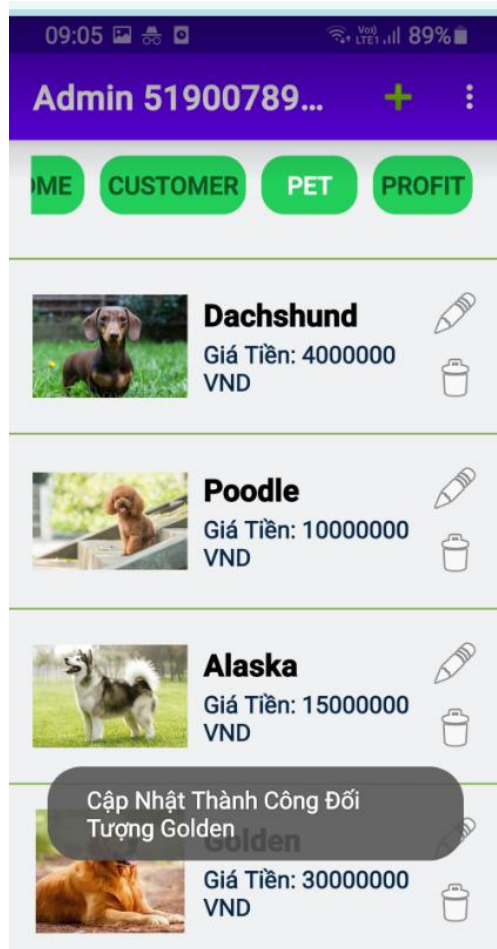 09:05 89%
Admin 51900789... +
OME CUSTOMER PET PROFIT
Dachshund
Giá Tiền: 4000000
VND
Poodle
Giá Tiền: 10000000
VND
Alaska
Giá Tiền: 15000000
VND
Cập Nhật Thành Công Đối
Tượng Golden
Golden
Giá Tiền: 30000000
VND